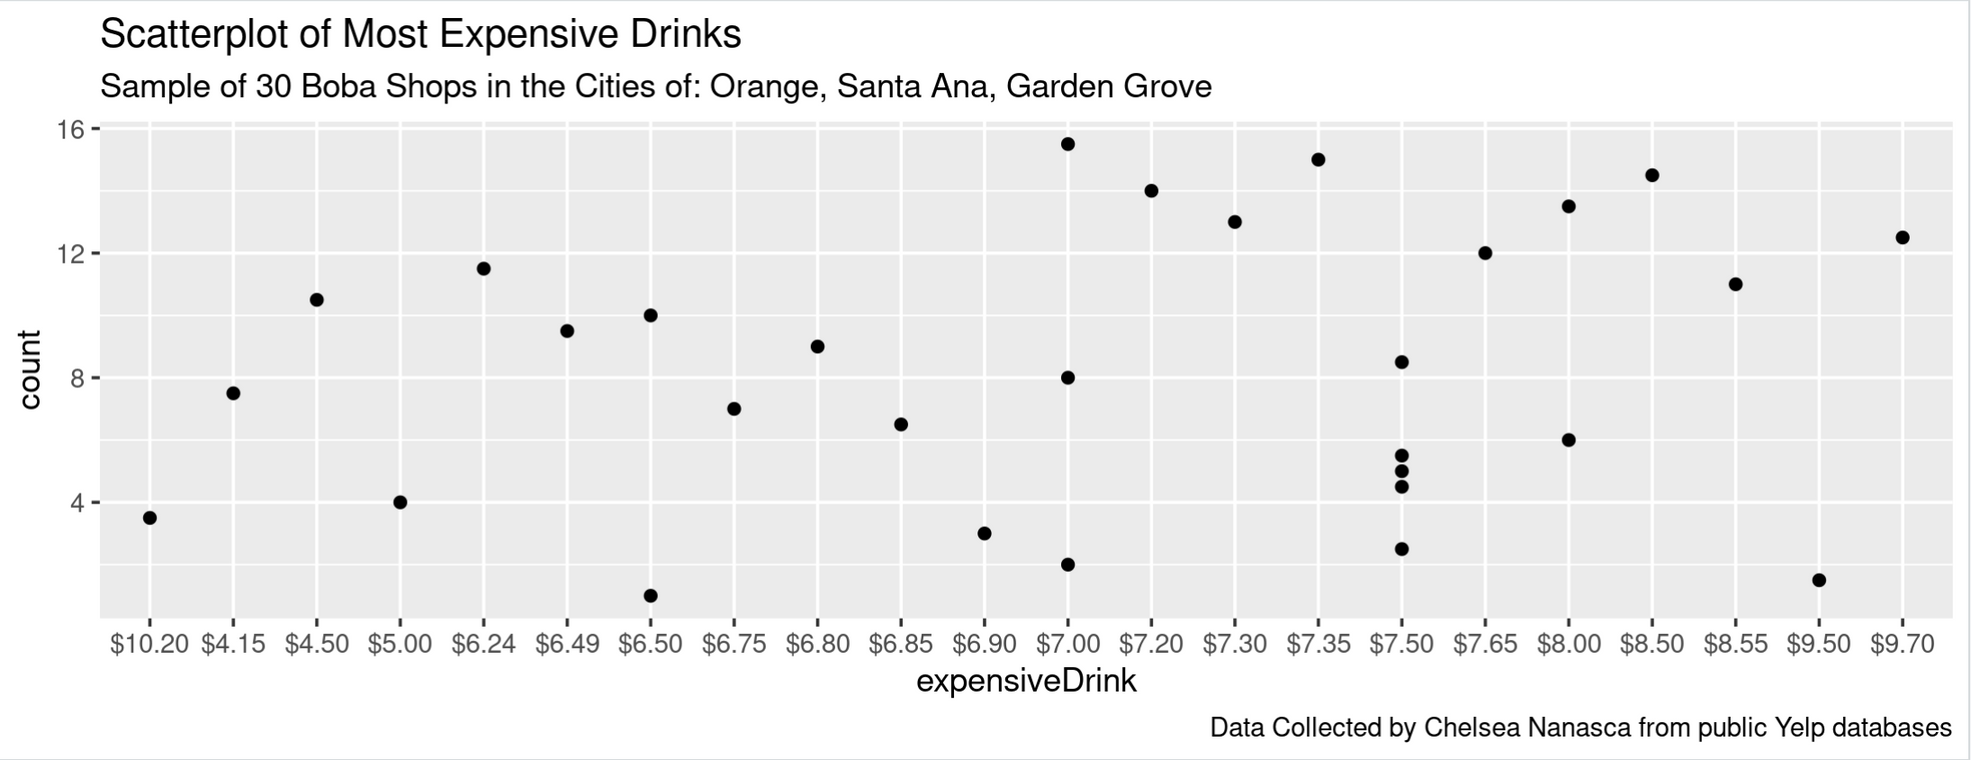 Scatterplot of Most Expensive Drinks
Sample of 30 Boba Shops in the Cities of: Orange, Santa Ana, Garden Grove
16
12
8
4
count
$10.20 $4.15 $4.50 $5.00 $6.24 $6.49 $6.50 $6.75 $6.80 $6.85 $6.90 $7.00 $7.20 $7.30 $7.35 $7.50 $7.65 $8.00 $8.50 $8.55 $9.50 $9.70
expensiveDrink
Data Collected by Chelsea Nanasca from public Yelp databases